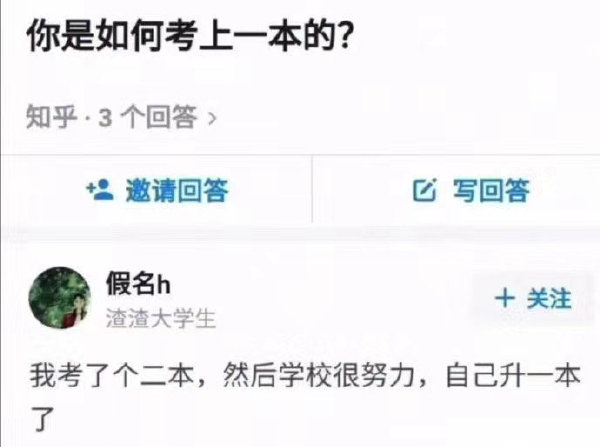 你是如何考上一本的?
知乎 · 3 个回答 >
邀请回答
写回答
假名h
+ 关注
渣渣大学生
我考了个二本，然后学校很努力，自己升一本
了